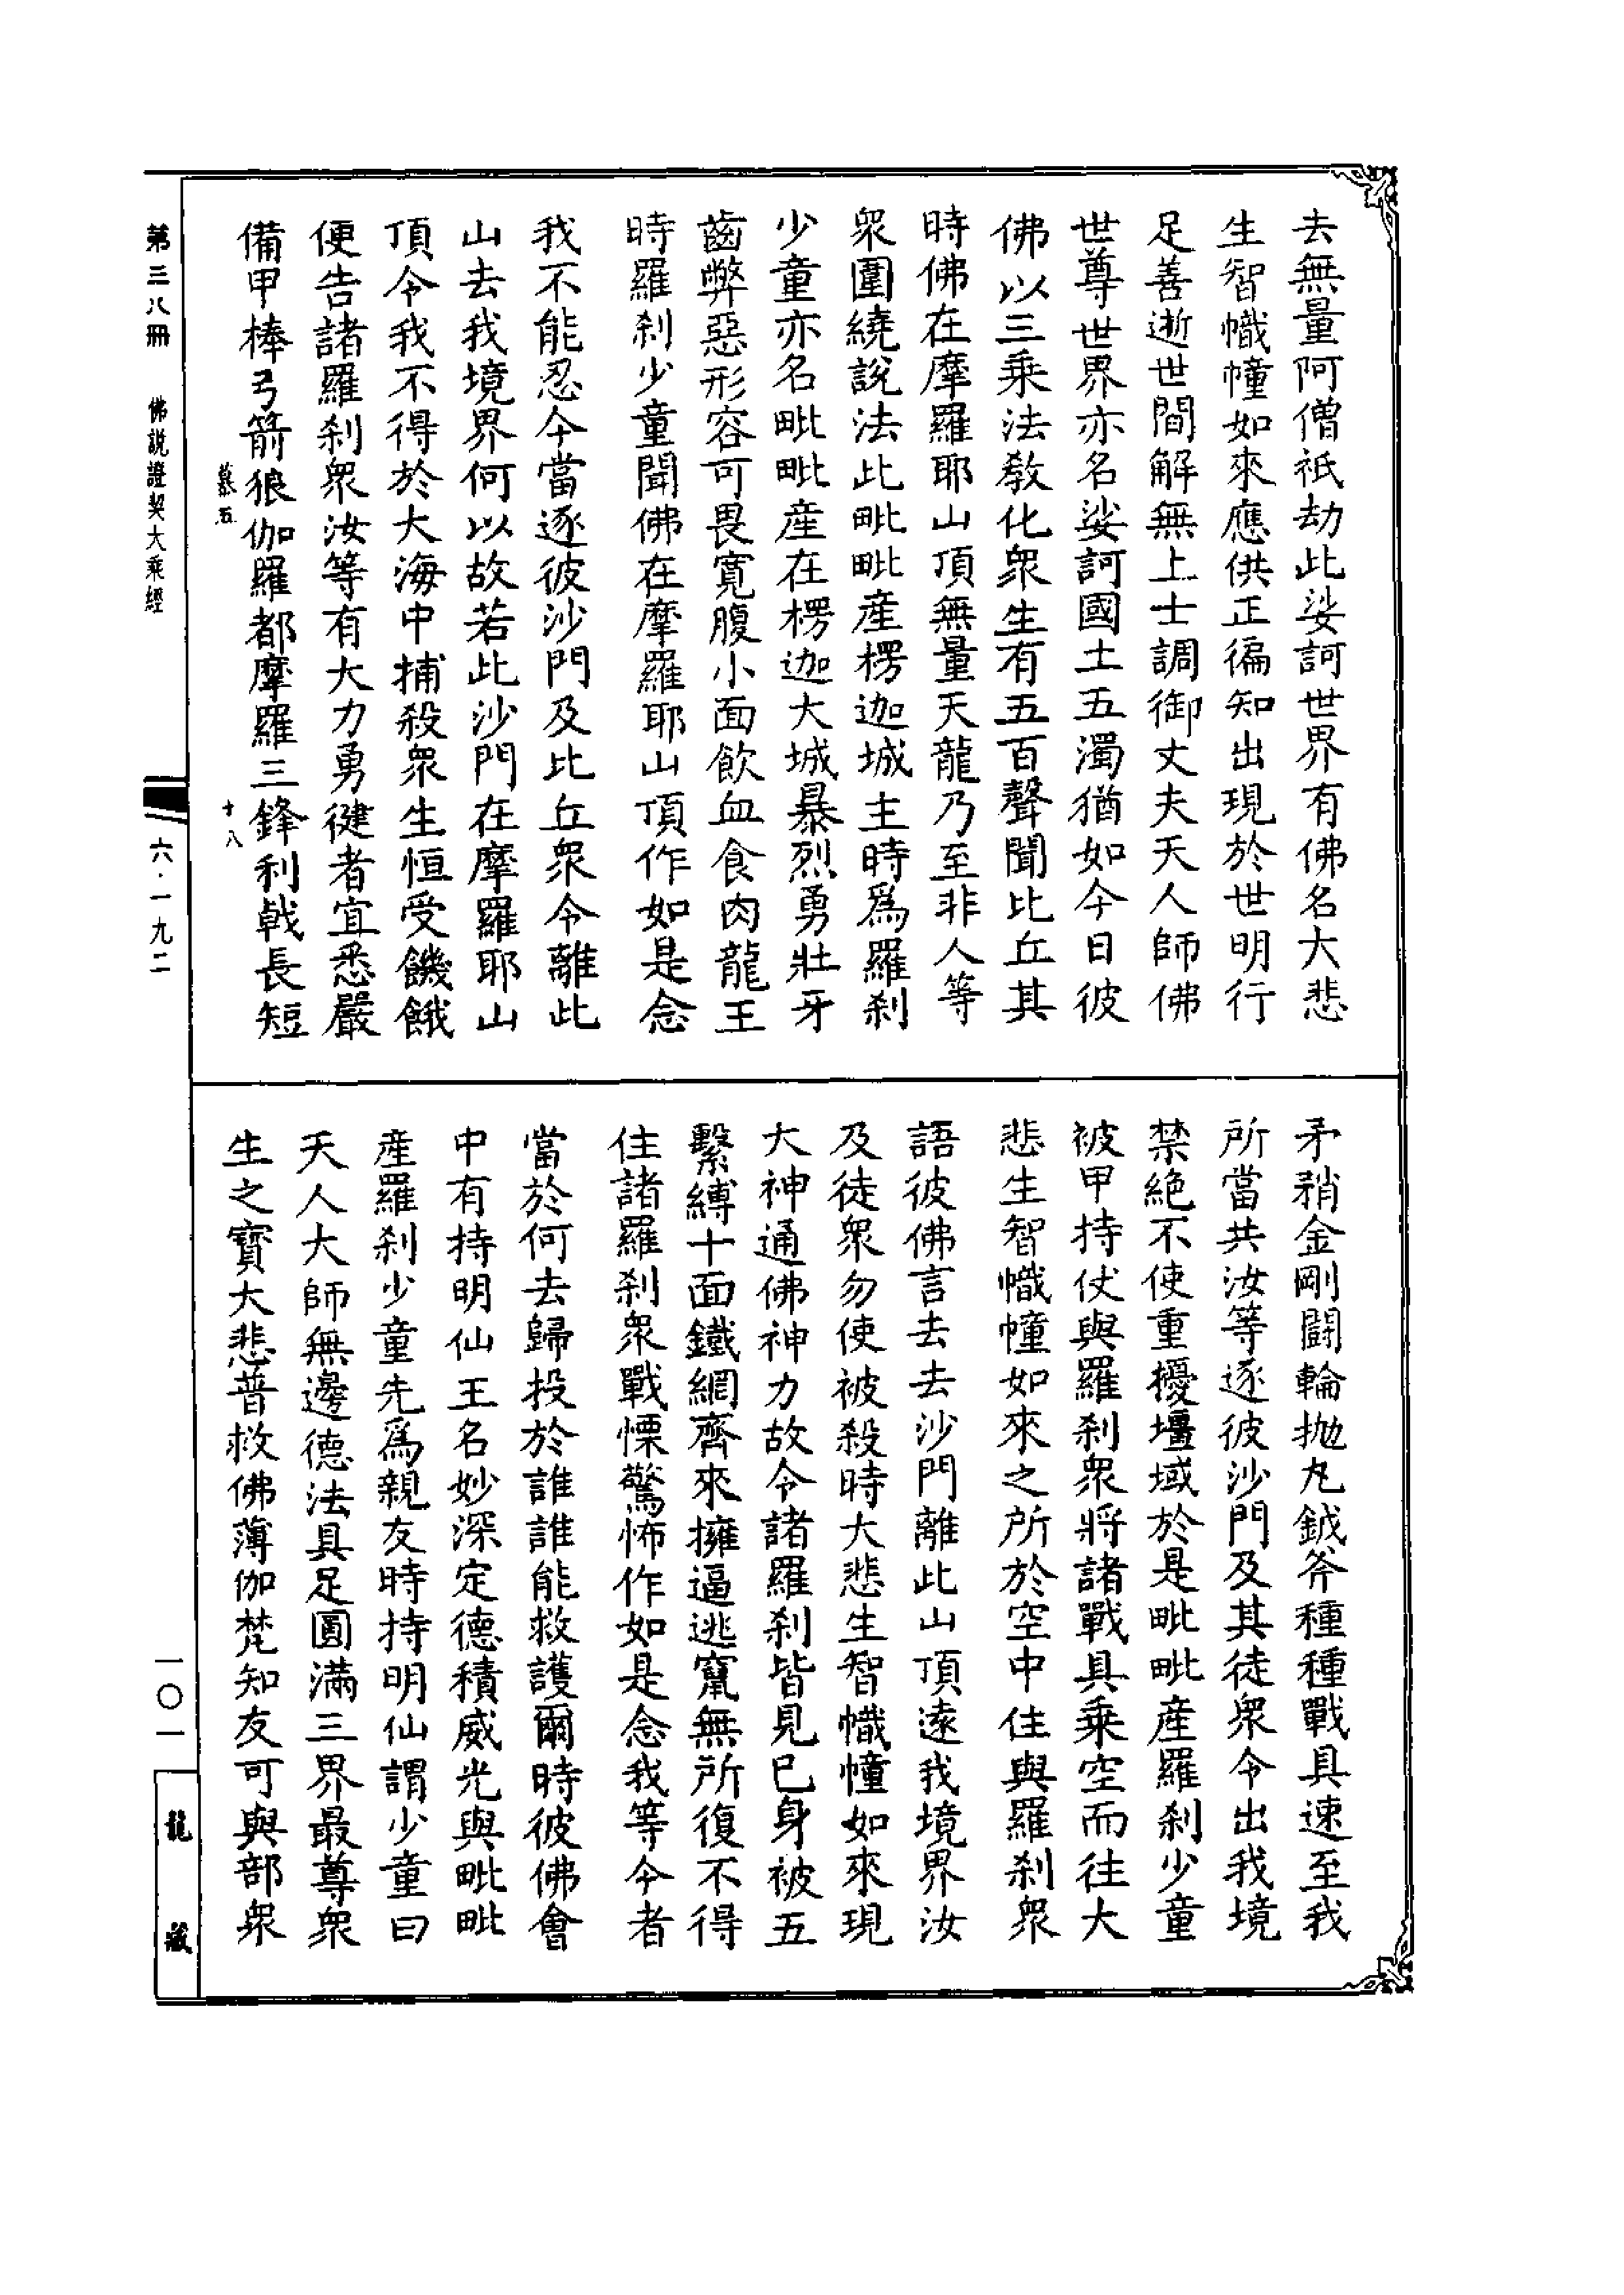 去無量阿僧祇劫此娑訶世界有佛名大悲
生智幟幢如來應供正徧知出現於世明行
足善逝世間解無上士調御丈夫天人師佛
世尊世界亦名娑訶國土五濁猶如今日彼
佛以三乘法教化衆生有五百聲聞比丘其
時佛在摩羅耶山頂無量天龍乃至非人等
衆圍繞說法此毗毗產楞迦城主時爲羅剎
少童亦名毗毗產在楞迦大城暴烈勇壯牙
齒弊惡形容可畏寬腹小面飲血食肉龍王
時羅剎少童聞佛在摩羅耶山頂作如是念
我不能忍今當逐彼沙門及比丘衆令離此
山去我境界何以故若此沙門在摩羅耶山
頂令我不得於大海中捕殺衆生恒受饑餓
便告諸羅剎衆汝等有大力勇健者宜悉嚴
備甲棒弓箭狼伽羅都摩羅三鋒利戟長短
慕五 十八
矛矟金剛鬪輪拋丸鉞斧種種戰具速至我
所當共汝等逐彼沙門及其徒衆令出我境
禁絕不使重擾壃域於是毗毗產羅剎少童
被甲持仗與羅剎衆將諸戰具乘空而往大
悲生智幟幢如來之所於空中住與羅剎衆
語彼佛言去去沙門離此山頂遠我境界汝
及徒衆勿使被殺時大悲生智幟幢如來現
大神通佛神力故令諸羅剎皆見已身被五
繫縛十面鐵網齊來擁逼逃竄無所復不得
住諸羅剎衆戰慄驚怖作如是念我等今者
當於何去歸投於誰誰能救護爾時彼佛會
中有持明仙王名妙深定德積威光與毗毗
產羅剎少童先爲親友時持明仙謂少童曰
天人大師無邊德法具足圓滿三界最尊衆
生之寶大悲普救佛薄伽梵知友可與部衆
第三八冊 佛說證契大乘經 六·一九二 一〇一 龍藏